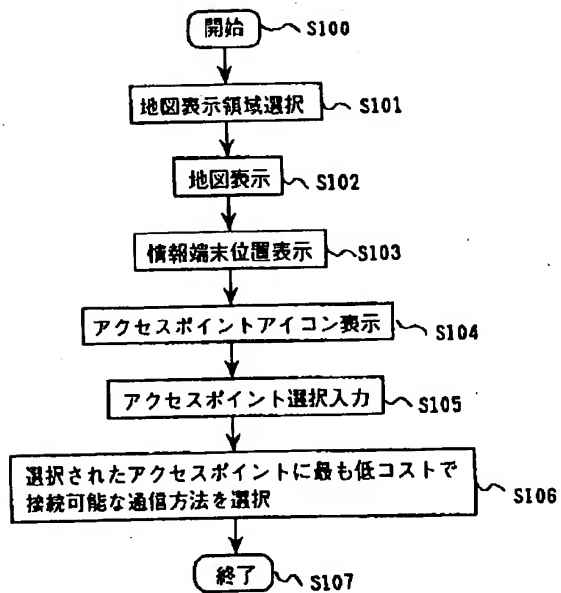 開始 S100
地図表示領域選択 S101
地図表示 S102
情報端末位置表示 S103
アクセスポイントアイコン表示 S104
アクセスポイント選択入力 S105
選択されたアクセスポイントに最も低コストで
接続可能な通信方法を選択 S106
終了 S107